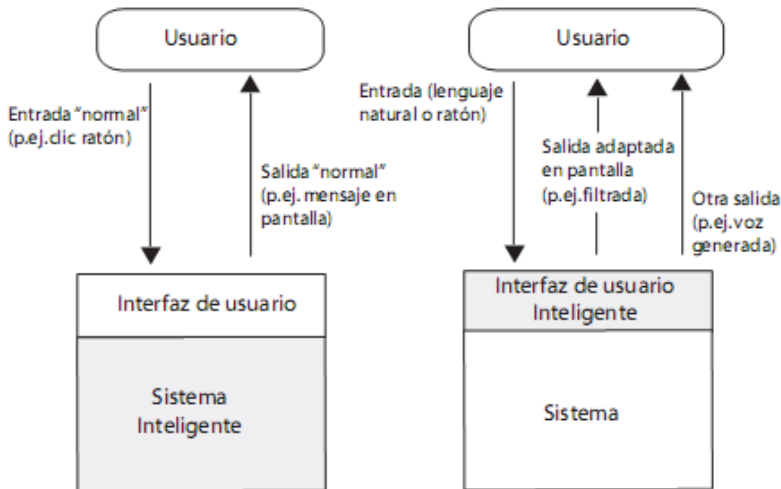 Usuario
Entrada “normal”
(p.ej.clic ratón)
Salida “normal”
(p.ej. mensaje en
pantalla)
Interfaz de usuario
Sistema
Inteligente
Usuario
Entrada (lenguaje
natural o ratón)
Salida adaptada
en pantalla
(p.ej.filtrada)
Otra salida
(p.ej.voz
generada)
Interfaz de usuario
Inteligente
Sistema